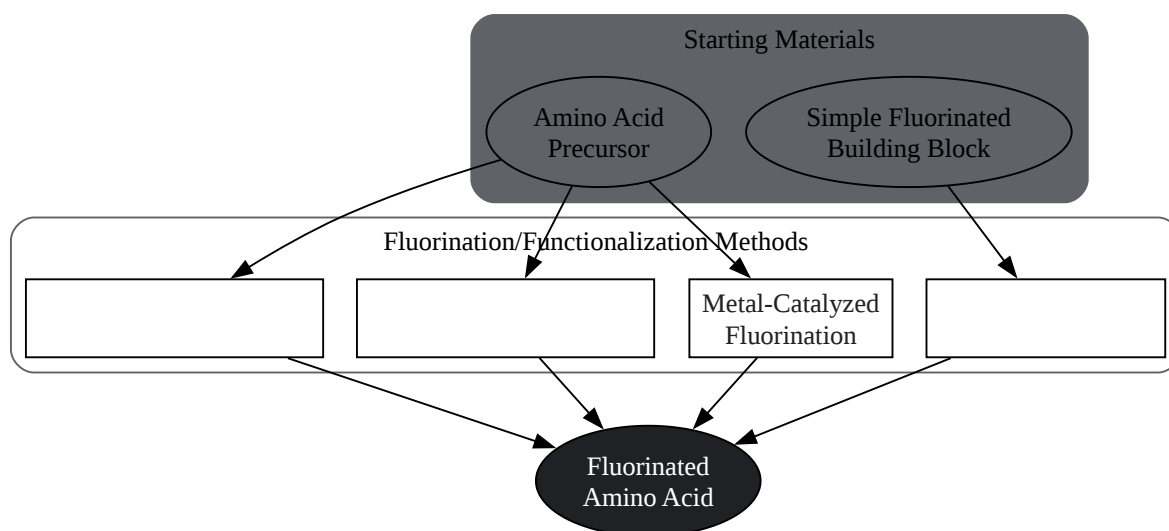 Starting Materials
Amino Acid
Precursor
Simple Fluorinated
Building Block
Fluorination/Functionalization Methods
Metal-Catalyzed
Fluorination
Fluorinated
Amino Acid